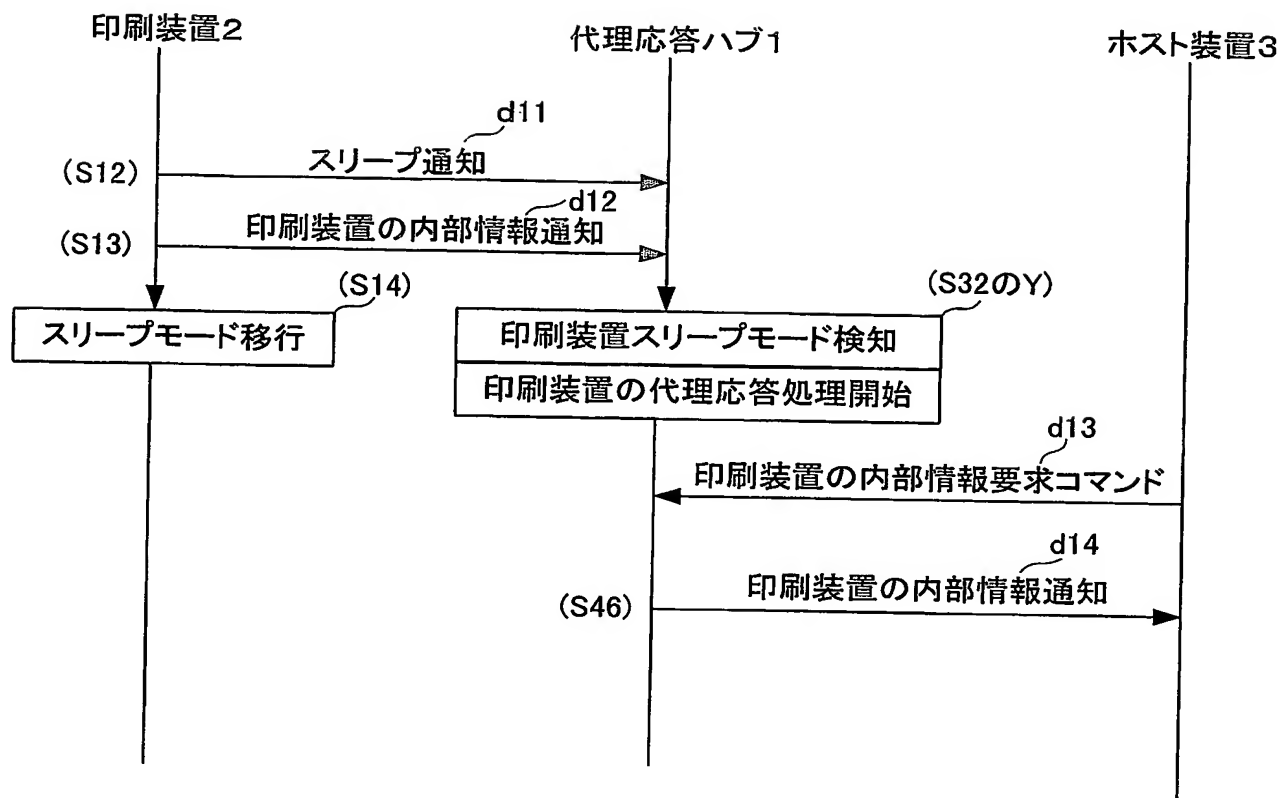 印刷装置2
代理応答ハブ1
ホスト装置3
d11
(S12)
スリープ通知
d12
(S13)
印刷装置の内部情報通知
(S14)
(S32のY)
スリープモード移行
印刷装置スリープモード検知
印刷装置の代理応答処理開始
d13
印刷装置の内部情報要求コマンド
d14
印刷装置の内部情報通知
(S46)